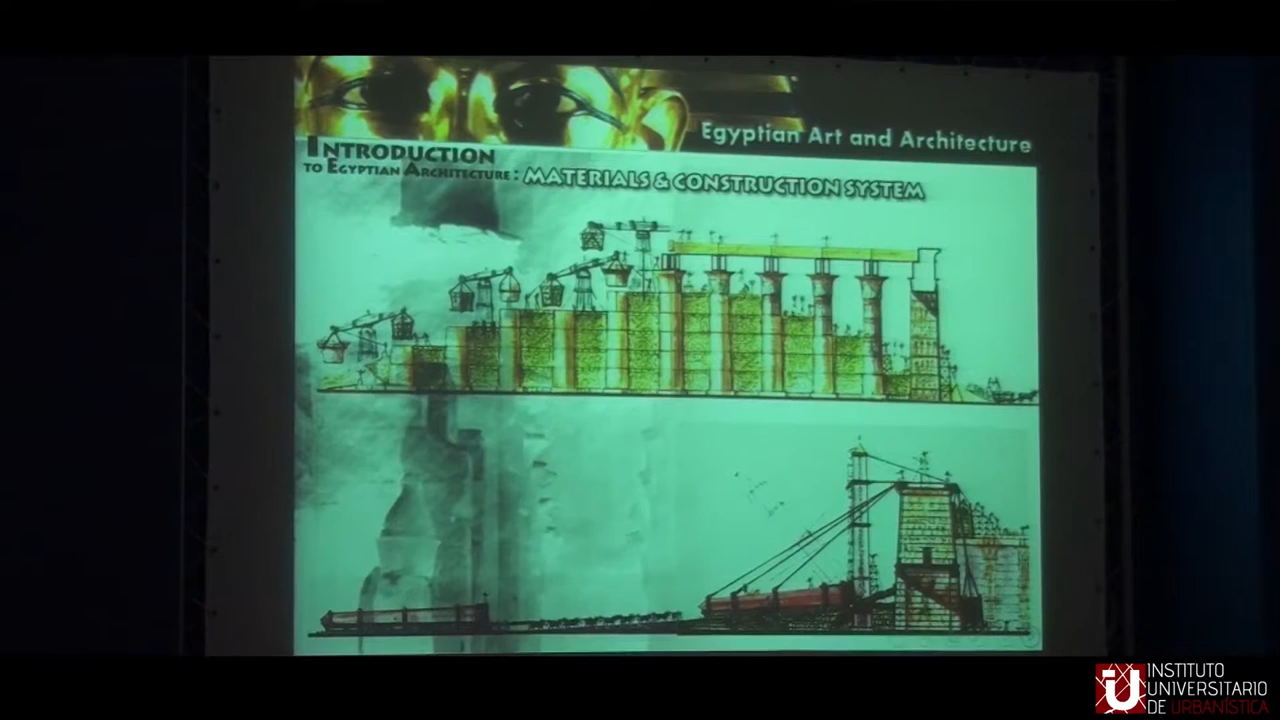 Egyptian Art and Architecture
INTRODUCTION
TO EGYPTIAN ARCHITECTURE : MATERIALS & CONSTRUCTION SYSTEM
INSTITUTO
UNIVERSITARIO
DE URBANÍSTICA